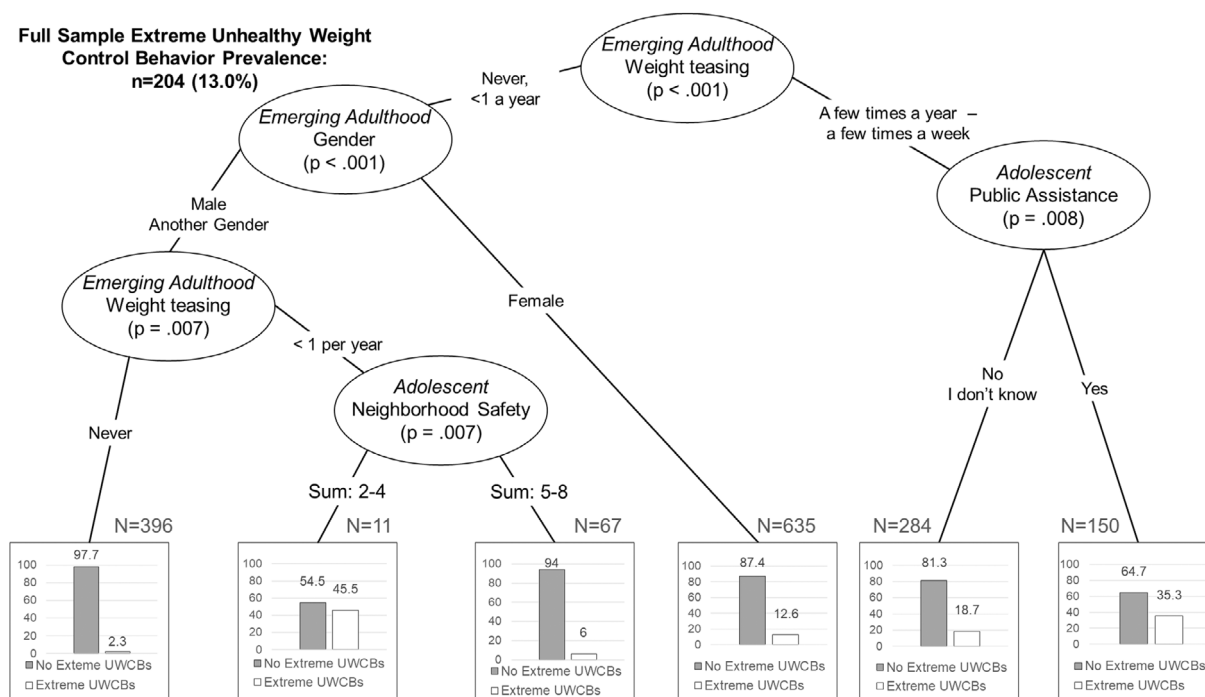 Full Sample Extreme Unhealthy Weight
Control Behavior Prevalence:
n=204 (13.0%)
Emerging Adulthood
Weight teasing
(p < .001)
Never,
<1 a year
A few times a year –
a few times a week
Emerging Adulthood
Gender
(p < .001)
Adolescent
Public Assistance
(p = .008)
Male
Another Gender
Female
Emerging Adulthood
Weight teasing
(p = .007)
< 1 per year
Adolescent
Neighborhood Safety
(p = .007)
No
I don't know
Yes
Never
Sum: 2-4
Sum: 5-8
N=396
100
80
60
40
20
0
97.7
2.3
No Exteme UWCBs
Extreme UWCBs
N=11
100
80
60
40
20
0
54.5
45.5
No Extreme UWCBs
Extreme UWCBs
N=67
100
80
60
40
20
0
94
6
No Extreme UWCBs
Extreme UWCBs
N=635
100
80
60
40
20
0
87.4
12.6
No Extreme UWCBs
Extreme UWCBs
N=284
100
80
60
40
20
0
81.3
18.7
No Extreme UWCBs
Extreme UWCBs
N=150
100
80
60
40
20
0
64.7
35.3
No Extreme UWCBs
Extreme UWCBs